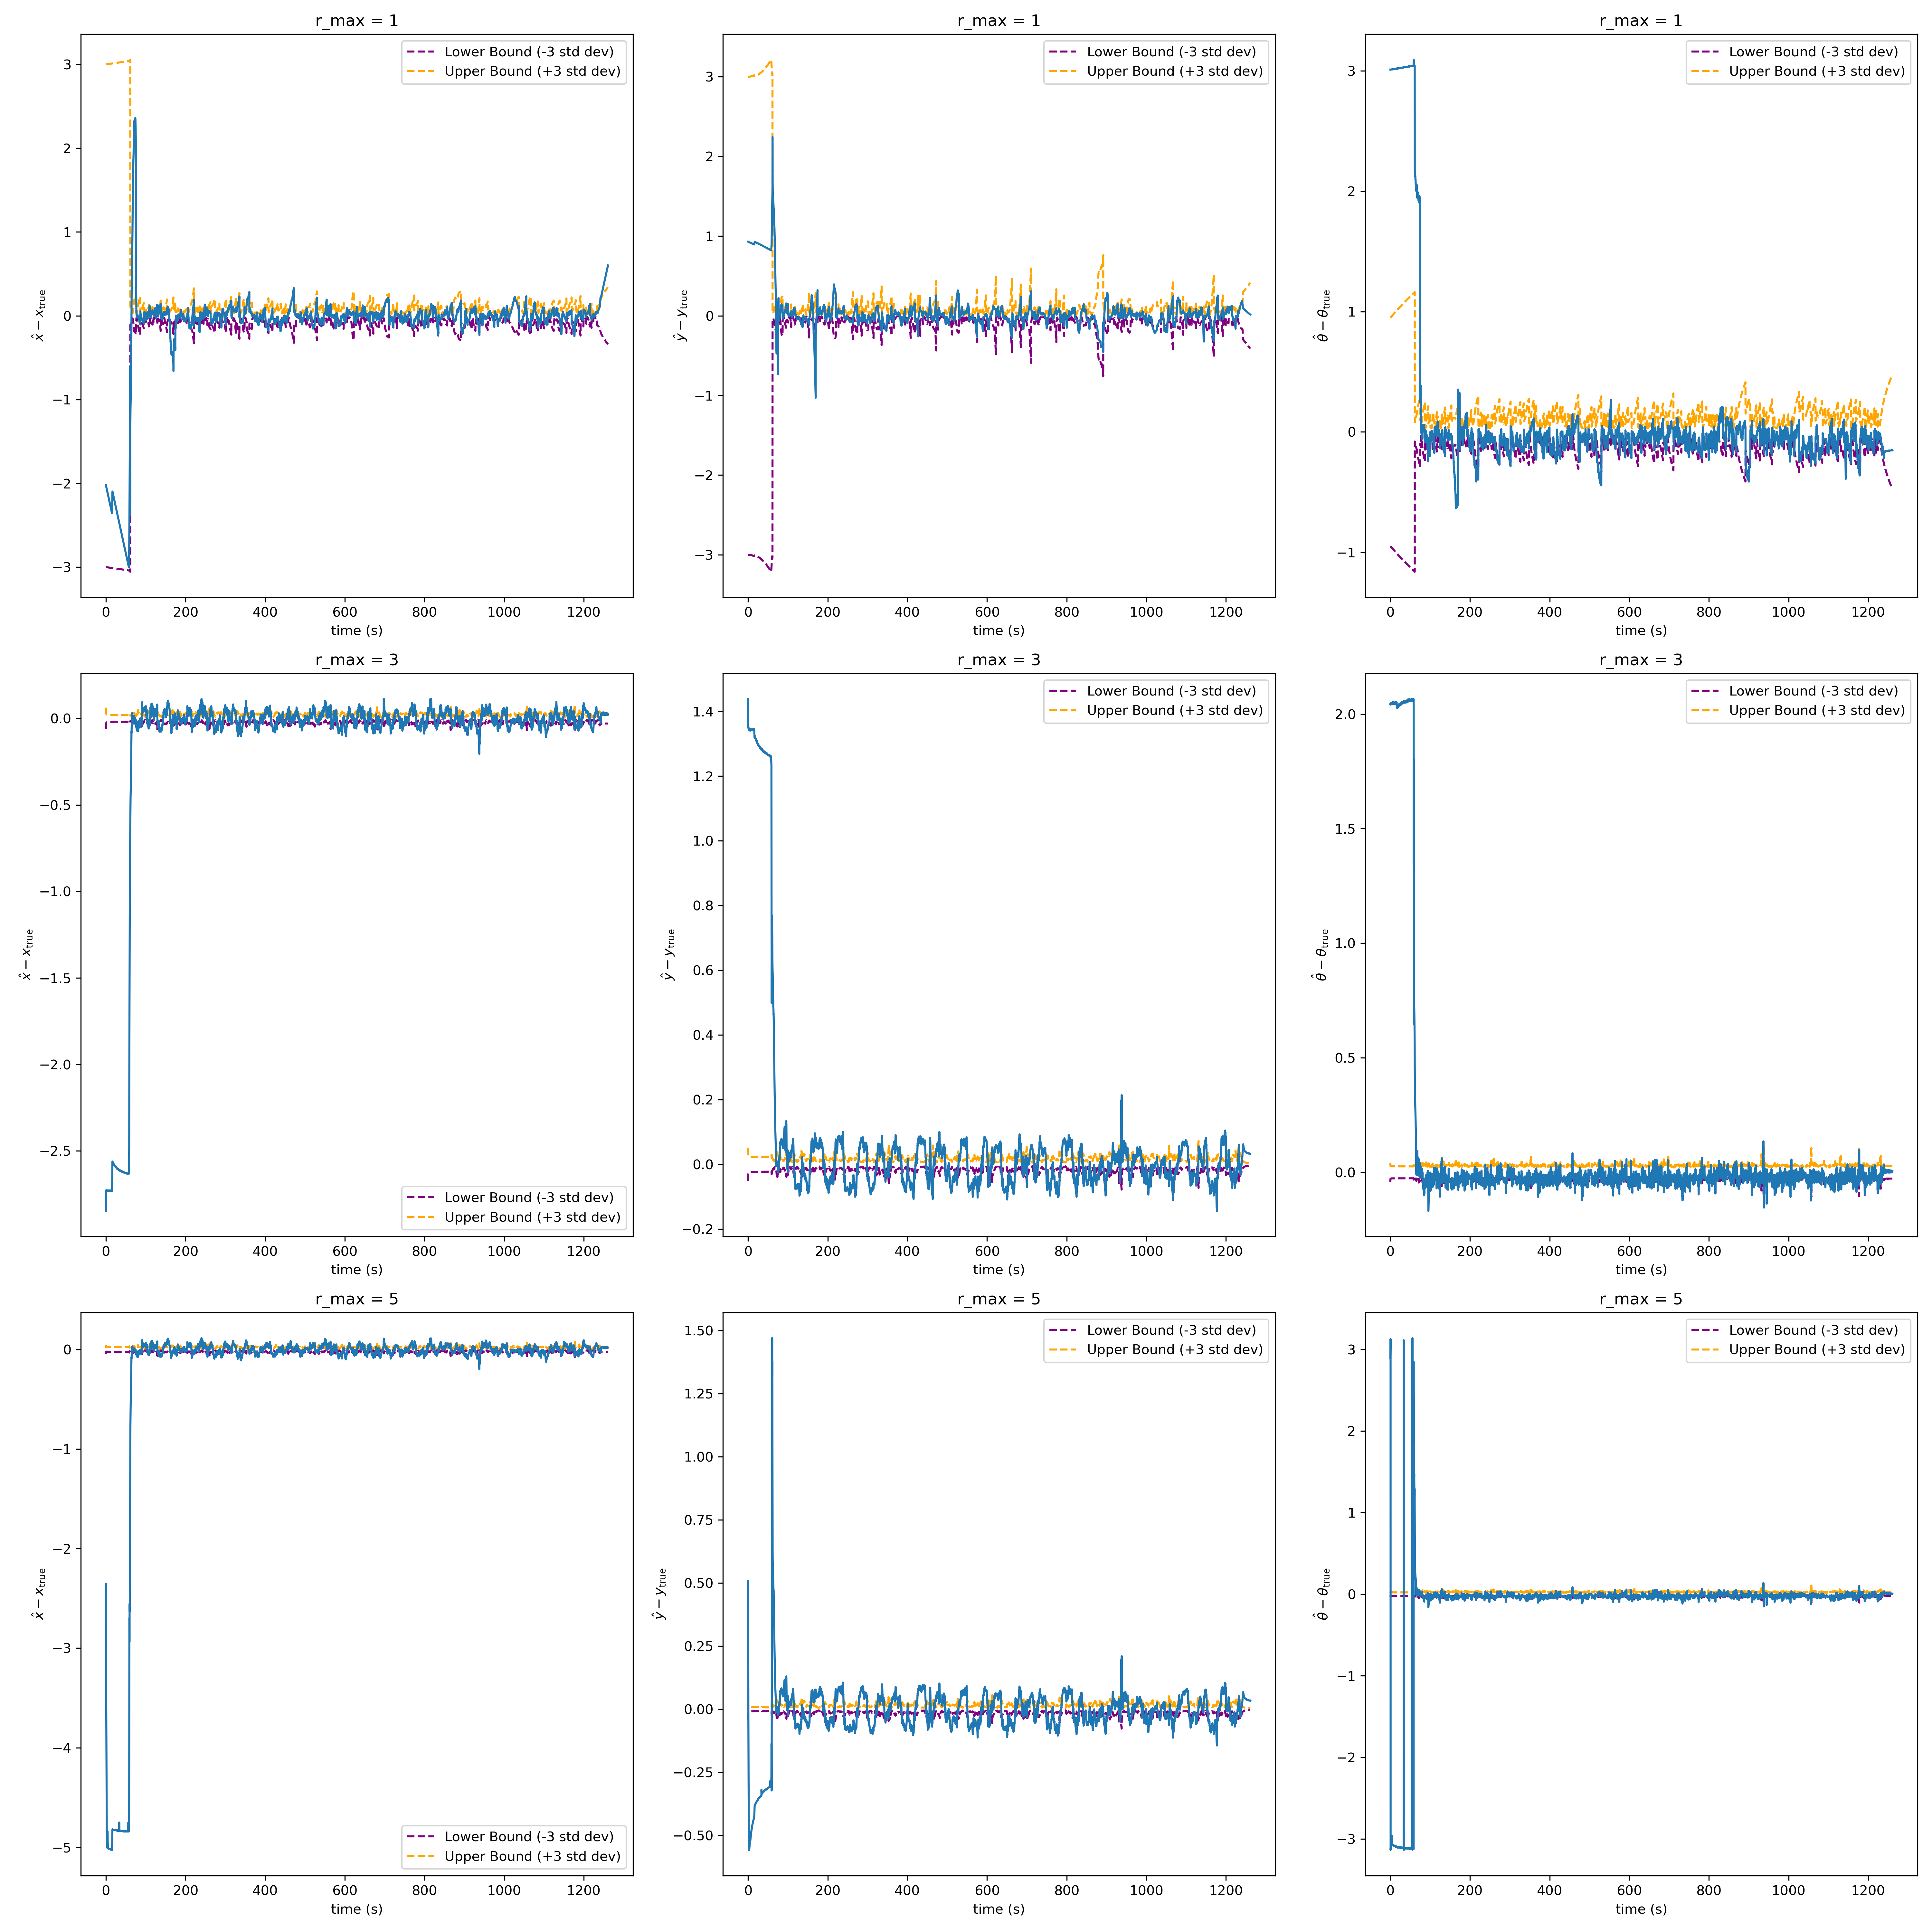 r_max = 1
3
2
1
0
−1
−2
−3
x̂ − x_true
0 200 400 600 800 1000 1200
time (s)
Lower Bound (-3 std dev)
Upper Bound (+3 std dev)
r_max = 1
3
2
1
0
−1
−2
−3
ŷ − y_true
0 200 400 600 800 1000 1200
time (s)
Lower Bound (-3 std dev)
Upper Bound (+3 std dev)
r_max = 1
3
2
1
0
−1
θ̂ − θ_true
0 200 400 600 800 1000 1200
time (s)
Lower Bound (-3 std dev)
Upper Bound (+3 std dev)
r_max = 3
0.0
−0.5
−1.0
−1.5
−2.0
−2.5
x̂ − x_true
0 200 400 600 800 1000 1200
time (s)
Lower Bound (-3 std dev)
Upper Bound (+3 std dev)
r_max = 3
1.4
1.2
1.0
0.8
0.6
0.4
0.2
0.0
−0.2
ŷ − y_true
0 200 400 600 800 1000 1200
time (s)
Lower Bound (-3 std dev)
Upper Bound (+3 std dev)
r_max = 3
2.0
1.5
1.0
0.5
0.0
θ̂ − θ_true
0 200 400 600 800 1000 1200
time (s)
Lower Bound (-3 std dev)
Upper Bound (+3 std dev)
r_max = 5
0
−1
−2
−3
−4
−5
x̂ − x_true
0 200 400 600 800 1000 1200
time (s)
Lower Bound (-3 std dev)
Upper Bound (+3 std dev)
r_max = 5
1.50
1.25
1.00
0.75
0.50
0.25
0.00
−0.25
−0.50
ŷ − y_true
0 200 400 600 800 1000 1200
time (s)
Lower Bound (-3 std dev)
Upper Bound (+3 std dev)
r_max = 5
3
2
1
0
−1
−2
−3
θ̂ − θ_true
0 200 400 600 800 1000 1200
time (s)
Lower Bound (-3 std dev)
Upper Bound (+3 std dev)